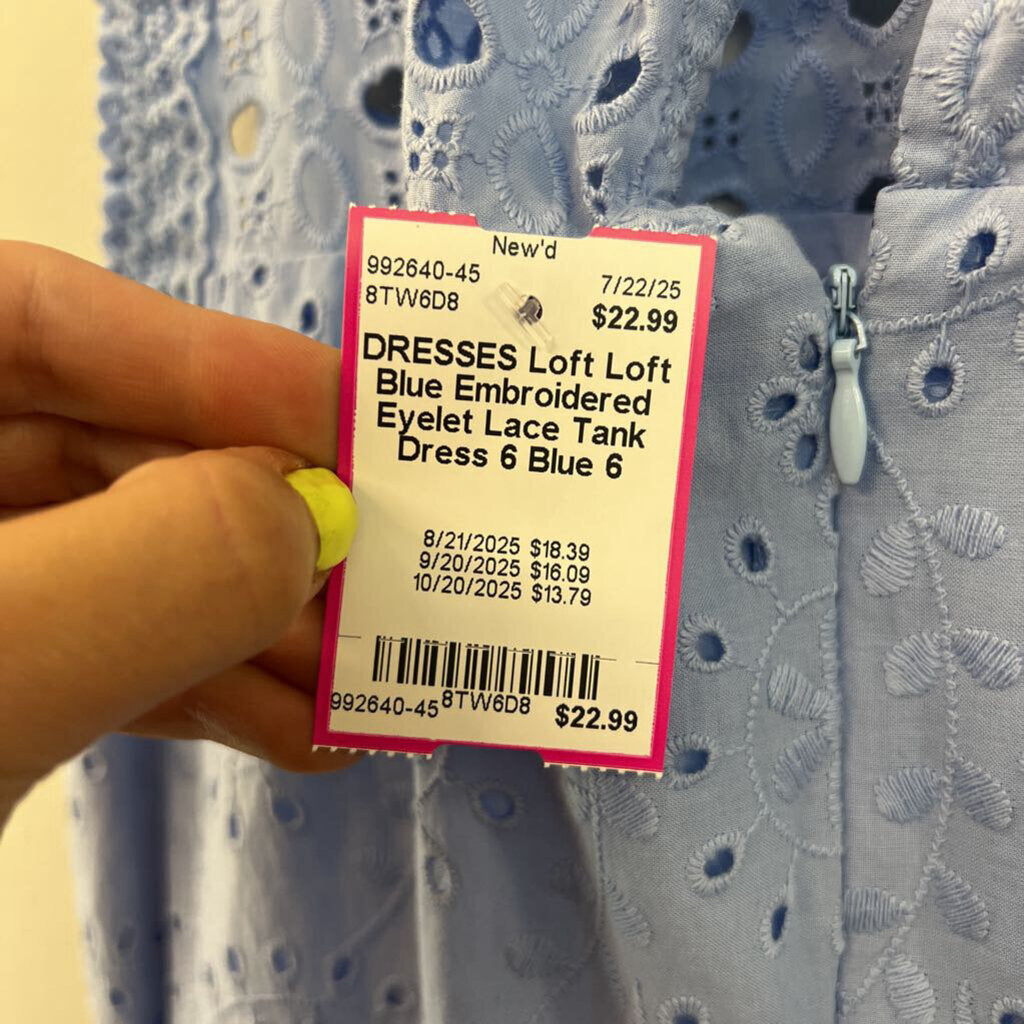 New'd
992640-45 7/22/25
8TW6D8 $22.99
DRESSES Loft Loft
Blue Embroidered
Eyelet Lace Tank
Dress 6 Blue 6
8/21/2025 $18.39
9/20/2025 $16.09
10/20/2025 $13.79
992640-45 8TW6D8 $22.99